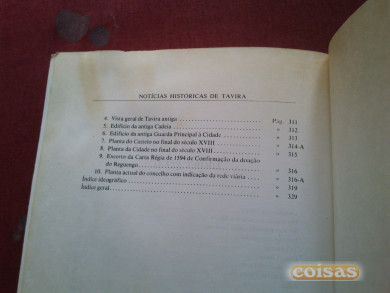 NOTÍCIAS HISTÓRICAS DE TAVIRA
4. Vista geral de Tavira antiga ........ Pág. 311
5. Edifício da antiga Cadeia ........ » 312
6. Edifício da antiga Guarda Principal à Cidade ........ » 313
7. Planta do Castelo no final do século XVIII ........ » 314-A
8. Planta da Cidade no final do século XVIII ........ » 315
9. Excerto da Carta Régia de 1594 de Confirmação da doação
do Reguengo ........ » 316
10. Planta actual do concelho com indicação da rede viária ........ » 316-A
Índice ideográfico ........ » 319
Índice geral ........ » 329
coisas